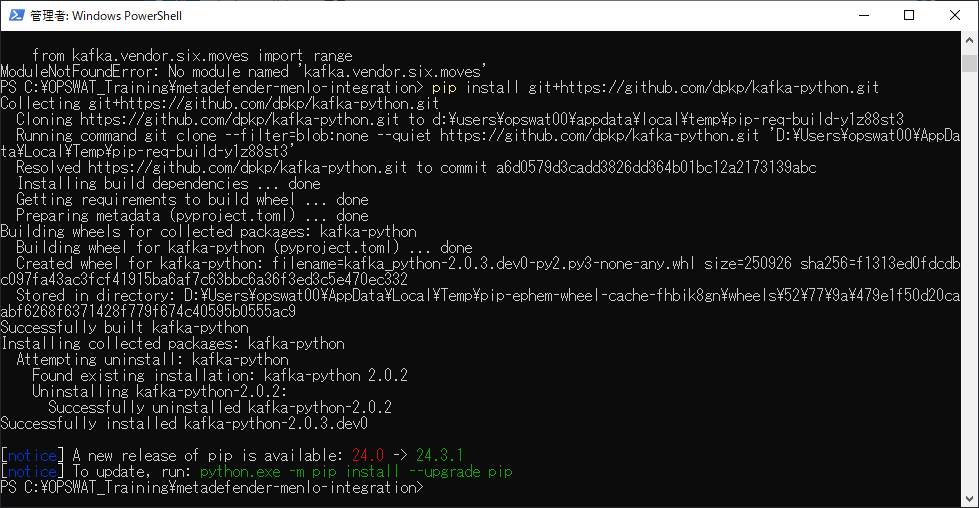 管理者: Windows PowerShell
from kafka.vendor.six.moves import range
ModuleNotFoundError: No module named 'kafka.vendor.six.moves'
PS C:¥OPSWAT_Training¥metadefender-menlo-integration> pip install git+https://github.com/dpkp/kafka-python.git
Collecting git+https://github.com/dpkp/kafka-python.git
Cloning https://github.com/dpkp/kafka-python.git to d:¥users¥opswat00¥appdata¥local¥temp¥pip-req-build-y1z88st3
Running command git clone --filter=blob:none --quiet https://github.com/dpkp/kafka-python.git 'D:¥Users¥opswat00¥AppDa
ta¥Local¥Temp¥pip-req-build-y1z88st3'
Resolved https://github.com/dpkp/kafka-python.git to commit a6d0579d3cadd3826dd364b01bc12a2173139abc
Installing build dependencies ... done
Getting requirements to build wheel ... done
Preparing metadata (pyproject.toml) ... done
Building wheels for collected packages: kafka-python
Building wheel for kafka-python (pyproject.toml) ... done
Created wheel for kafka-python: filename=kafka_python-2.0.3.dev0-py2.py3-none-any.whl size=250926 sha256=f1313ed0fdcdb
c097fa43ac3fcf41915ba6f7c63bbc6a36f3ed3c5e470ec332
Stored in directory: D:¥Users¥opswat00¥AppData¥Local¥Temp¥pip-ephem-wheel-cache-fhbik8gn¥wheels¥52¥77¥9a¥479e1f50d20ca
abf6268f6371428f779f674c40595b0555ac9
Successfully built kafka-python
Installing collected packages: kafka-python
Attempting uninstall: kafka-python
Found existing installation: kafka-python 2.0.2
Uninstalling kafka-python-2.0.2:
Successfully uninstalled kafka-python-2.0.2
Successfully installed kafka-python-2.0.3.dev0
[notice] A new release of pip is available: 24.0 -> 24.3.1
[notice] To update, run: python.exe -m pip install --upgrade pip
PS C:¥OPSWAT_Training¥metadefender-menlo-integration>